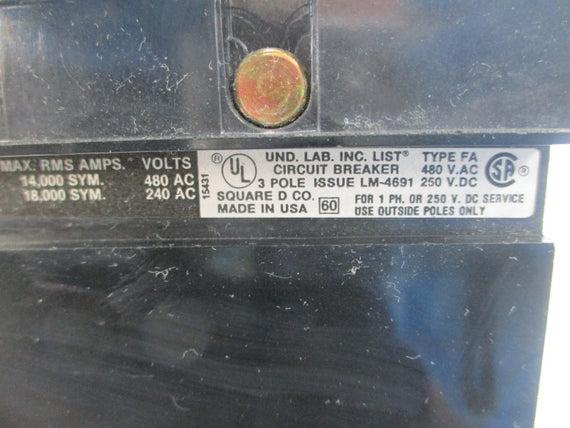 MAX. RMS AMPS. VOLTS
14,000 SYM. 480 AC
18,000 SYM. 240 AC
15431
® UL
UND. LAB. INC. LIST® TYPE FA
CIRCUIT BREAKER 480 V.AC
3 POLE ISSUE LM-4691 250 V.DC
SQUARE D CO.
MADE IN USA 60
FOR 1 PH. OR 250 V. DC SERVICE
USE OUTSIDE POLES ONLY
SA ®